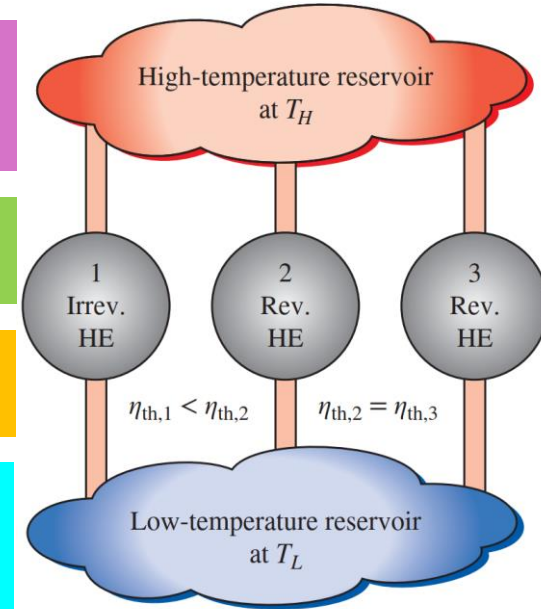 High-temperature reservoir
at T_H
1
Irrev.
HE
2
Rev.
HE
3
Rev.
HE
η_th,1 < η_th,2
η_th,2 = η_th,3
Low-temperature reservoir
at T_L